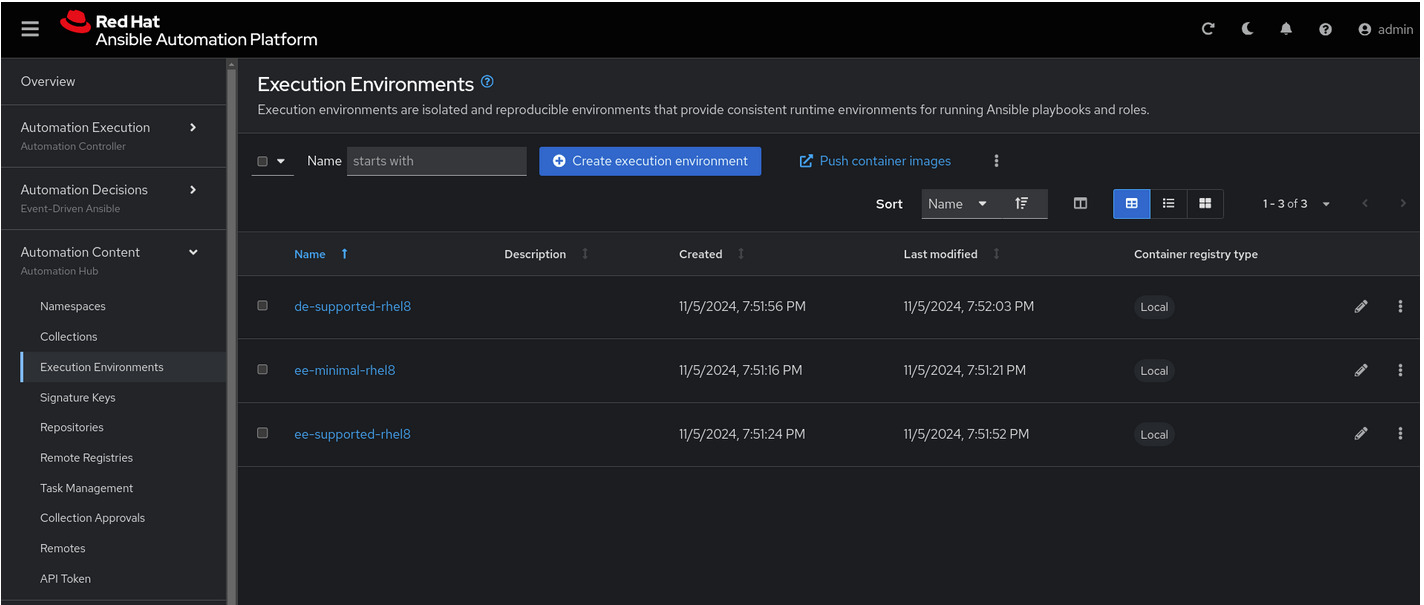 Red Hat
Ansible Automation Platform
admin
Overview
Automation Execution
Automation Controller
Automation Decisions
Event-Driven Ansible
Automation Content
Automation Hub
Namespaces
Collections
Execution Environments
Signature Keys
Repositories
Remote Registries
Task Management
Collection Approvals
Remotes
API Token
Execution Environments
Execution environments are isolated and reproducible environments that provide consistent runtime environments for running Ansible playbooks and roles.
Name starts with Create execution environment Push container images
Sort Name 1 - 3 of 3
Name Description Created Last modified Container registry type
de-supported-rhel8 11/5/2024, 7:51:56 PM 11/5/2024, 7:52:03 PM Local
ee-minimal-rhel8 11/5/2024, 7:51:16 PM 11/5/2024, 7:51:21 PM Local
ee-supported-rhel8 11/5/2024, 7:51:24 PM 11/5/2024, 7:51:52 PM Local